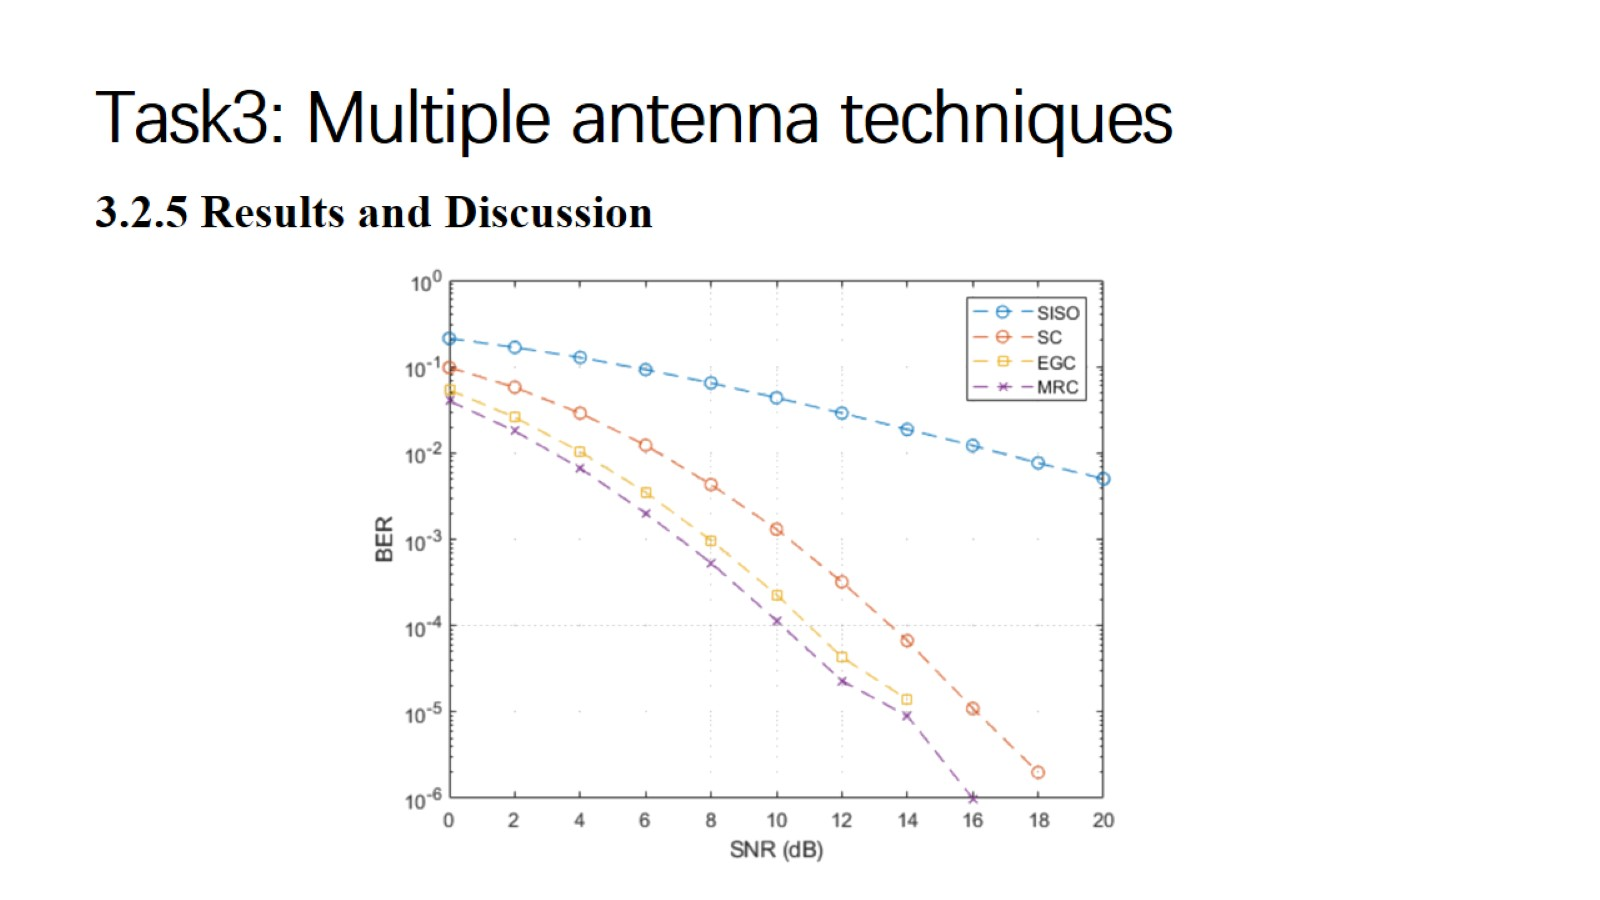 Task3: Multiple antenna techniques
3.2.5 Results and Discussion
10^0
10^-1
10^-2
10^-3
10^-4
10^-5
10^-6
BER
SISO
SC
EGC
MRC
0 2 4 6 8 10 12 14 16 18 20
SNR (dB)